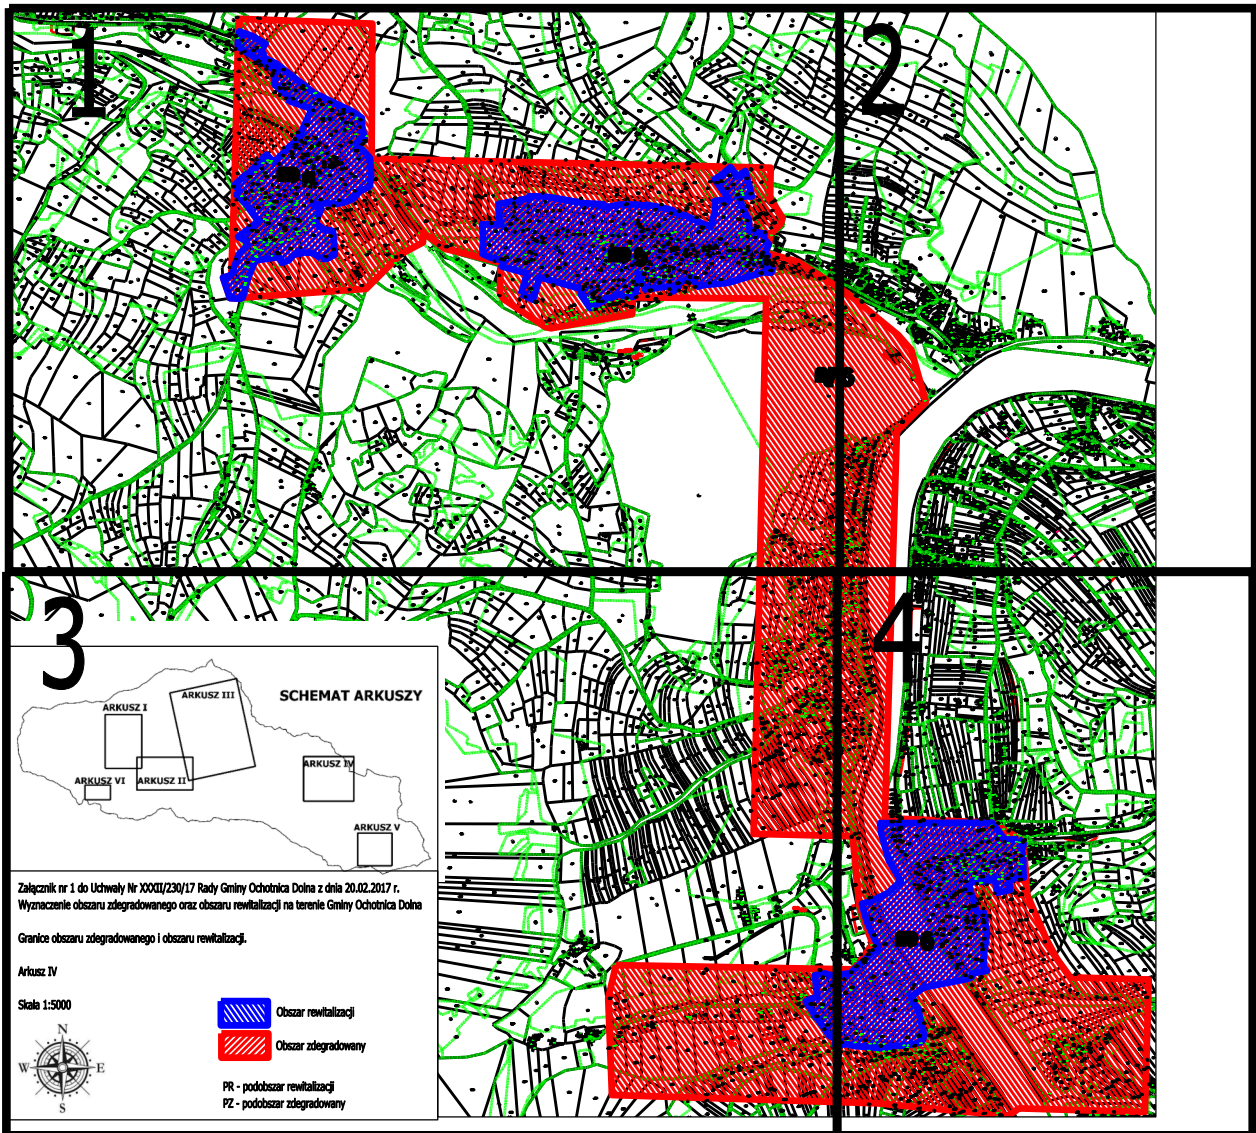 1
2
3
4
SCHEMAT ARKUSZY
ARKUSZ I
ARKUSZ III
ARKUSZ VI
ARKUSZ II
ARKUSZ IV
ARKUSZ V
Załącznik nr 1 do Uchwały Nr XXXII/230/17 Rady Gminy Ochotnica Dolna z dnia 20.02.2017 r.
Wyznaczenie obszaru zdegradowanego oraz obszaru rewitalizacji na terenie Gminy Ochotnica Dolna
Granice obszaru zdegradowanego i obszaru rewitalizacji.
Arkusz IV
Skala 1:5000
Obszar rewitalizacji
Obszar zdegradowany
PR - podobszar rewitalizacji
PZ - podobszar zdegradowany
N
W
E
S